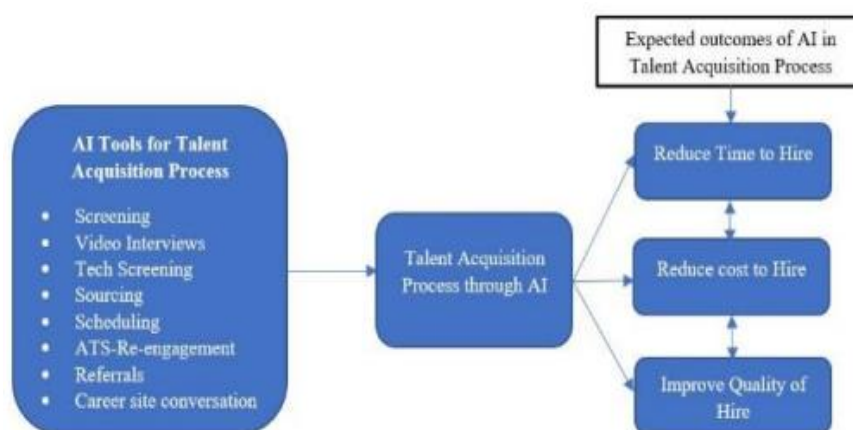 Expected outcomes of AI in
Talent Acquisition Process
AI Tools for Talent
Acquisition Process
• Screening
• Video Interviews
• Tech Screening
• Sourcing
• Scheduling
• ATS-Re-engagement
• Referrals
• Career site conversation
Talent Acquisition
Process through AI
Reduce Time to Hire
Reduce cost to Hire
Improve Quality of
Hire